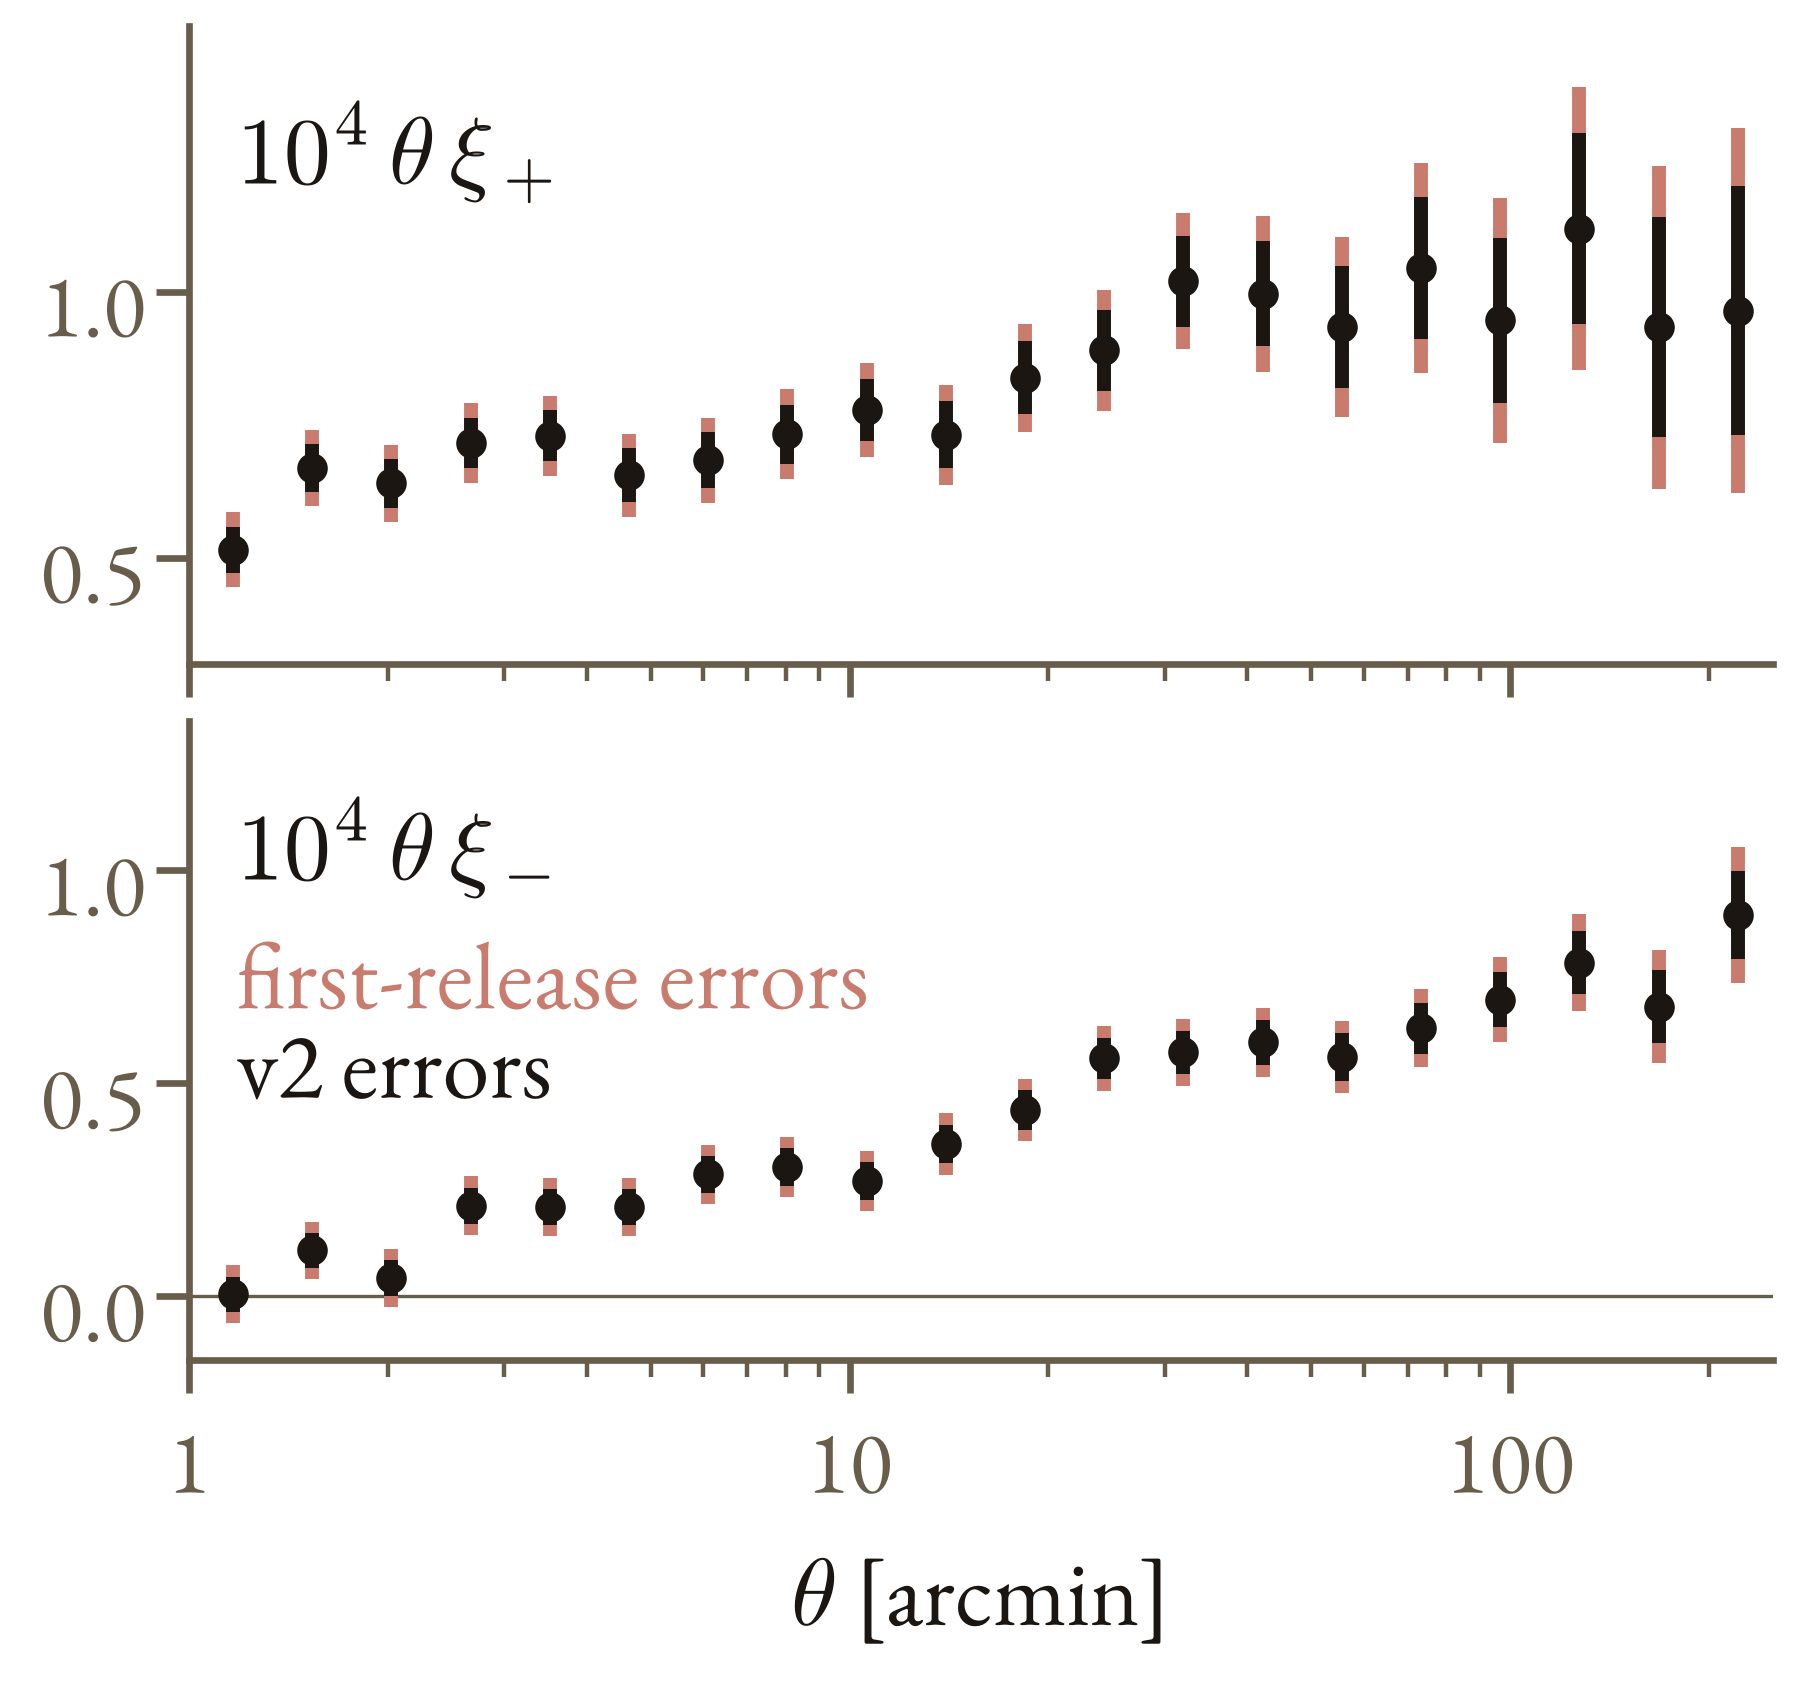 10⁴ θ ξ₊
1.0
0.5
10⁴ θ ξ₋
1.0
first-release errors
v2 errors
0.5
0.0
1 10 100
θ [arcmin]